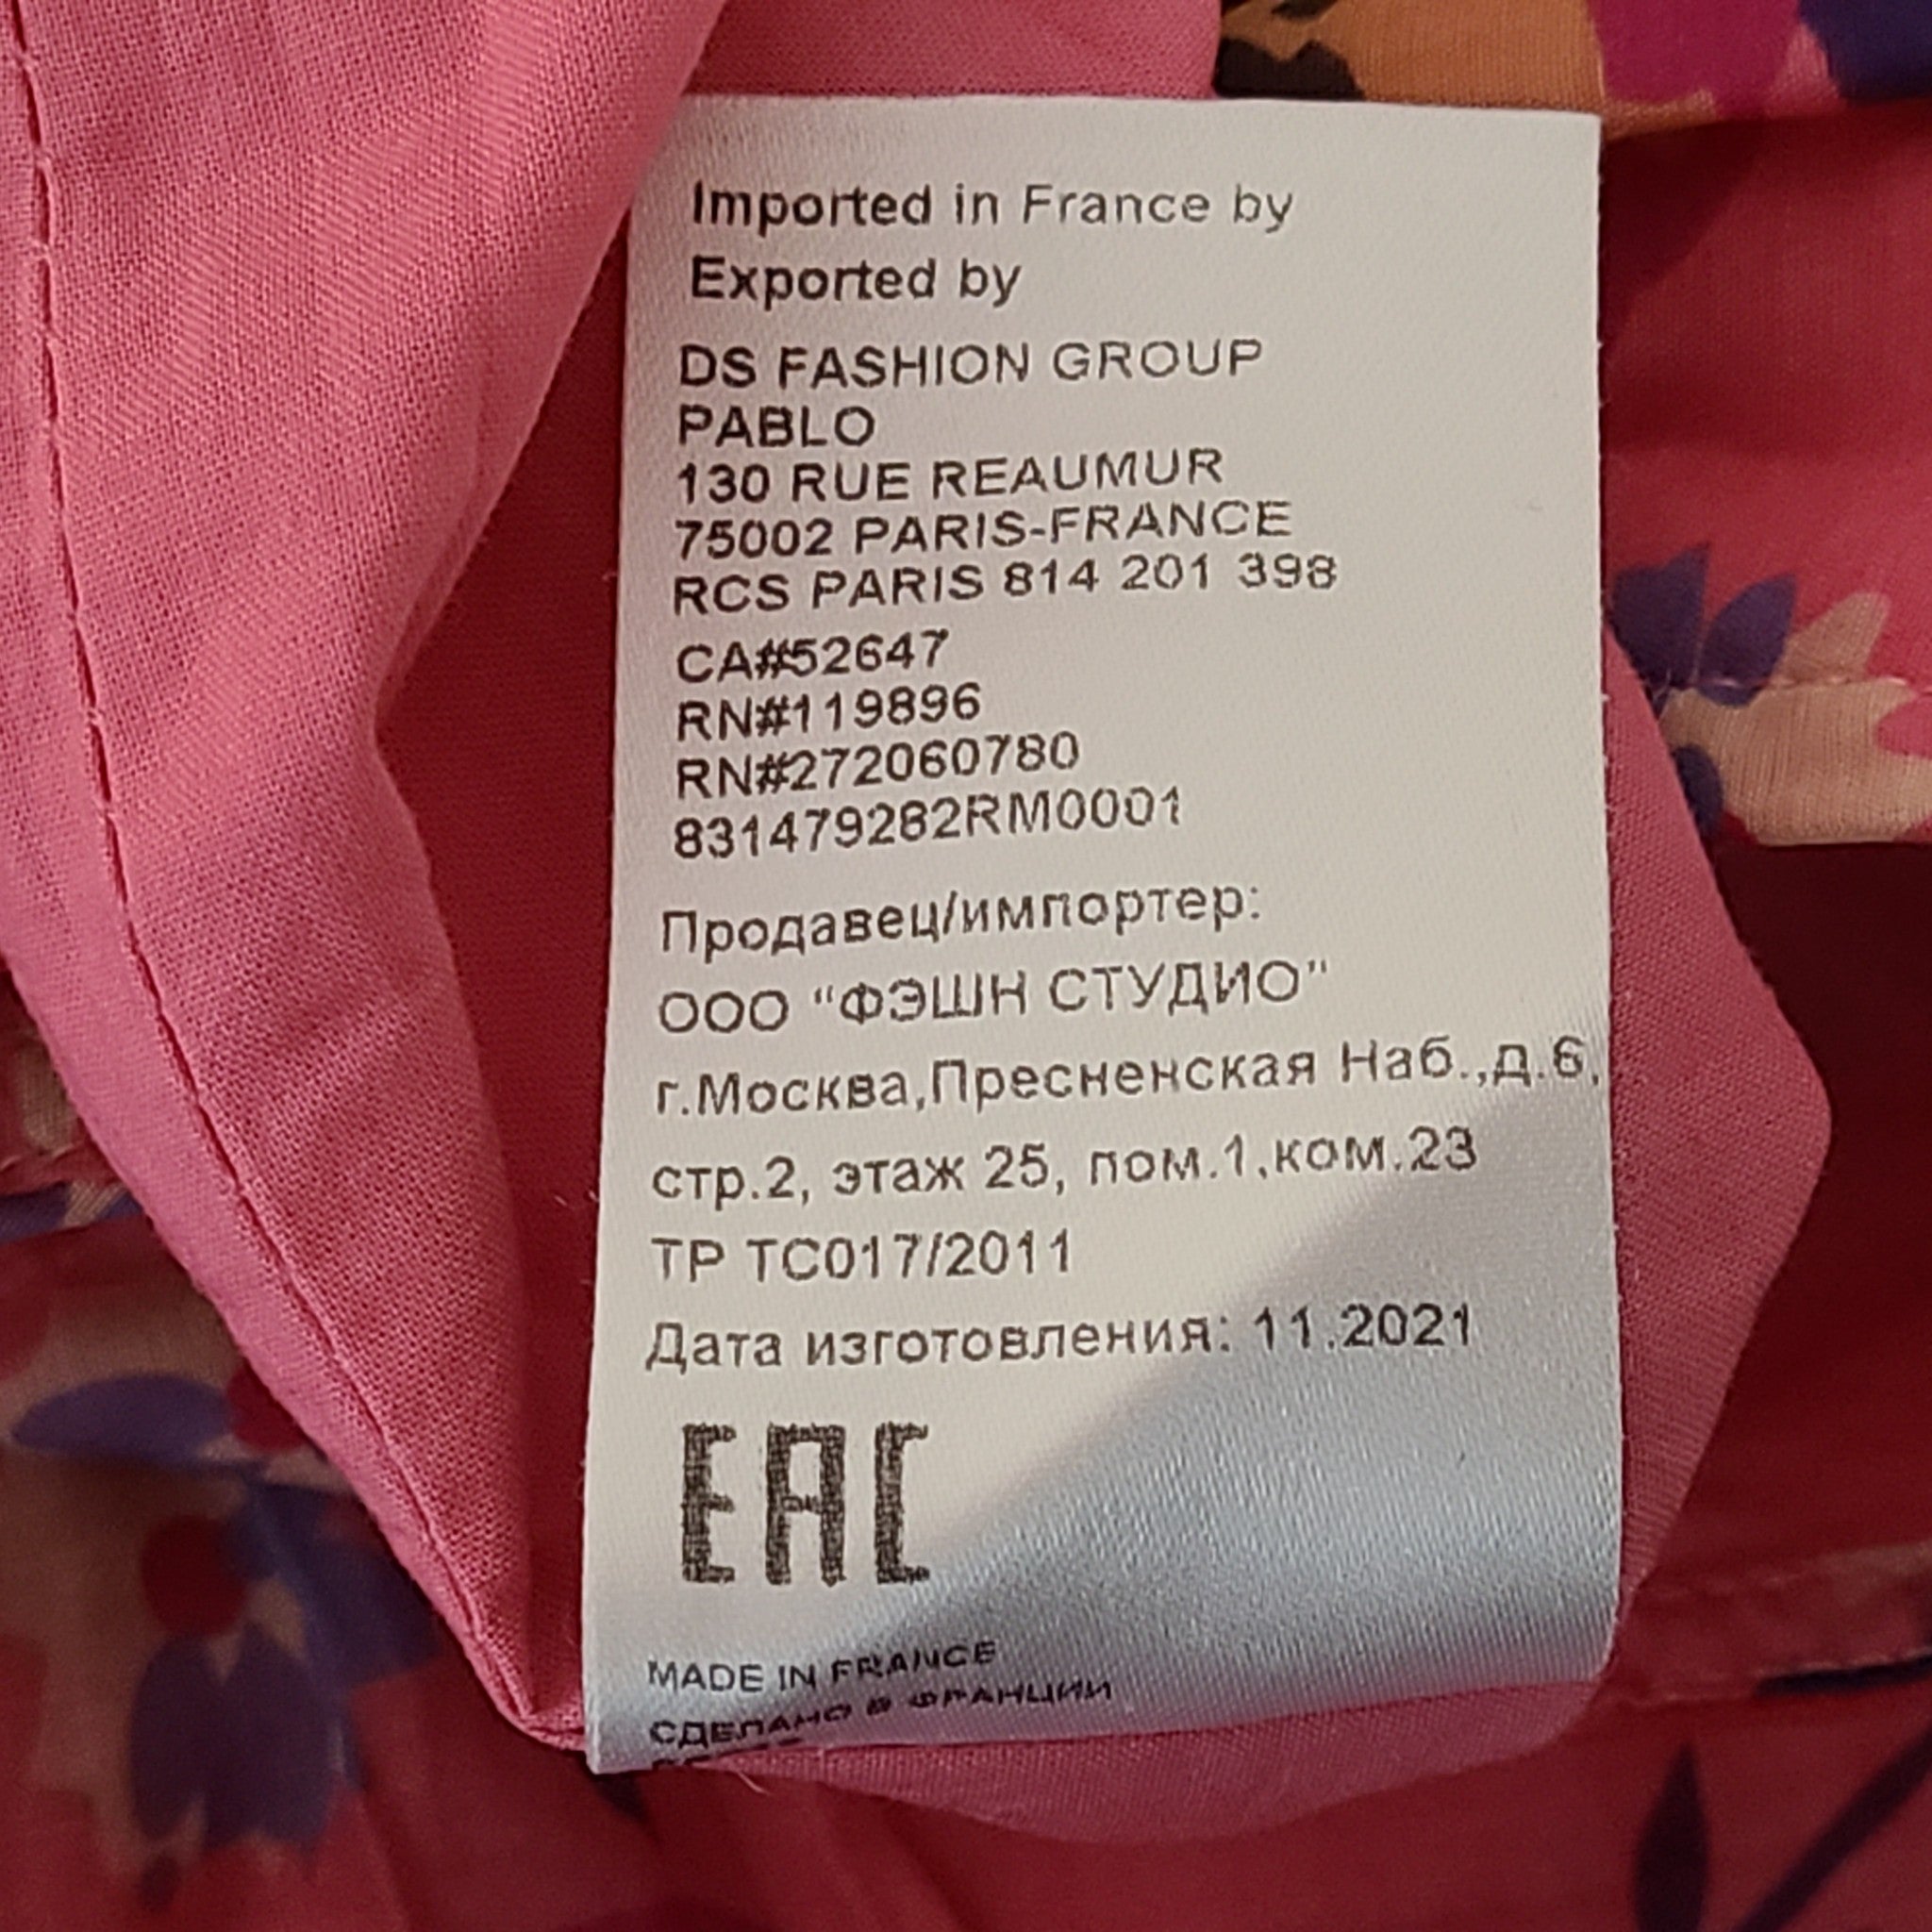 Imported in France by
Exported by
DS FASHION GROUP
PABLO
130 RUE REAUMUR
75002 PARIS-FRANCE
RCS PARIS 814 201 398
CA#52647
RN#119896
RN#272060780
831479282RM0001
Продавец/импортер:
ООО “ФЭШН СТУДИО”
г.Москва,Пресненская Наб.,д.6,
стр.2, этаж 25, пом.1,ком.23
ТР ТС017/2011
Дата изготовления: 11.2021
EAC
MADE IN FRANCE
СДЕЛАНО В ФРАНЦИИ